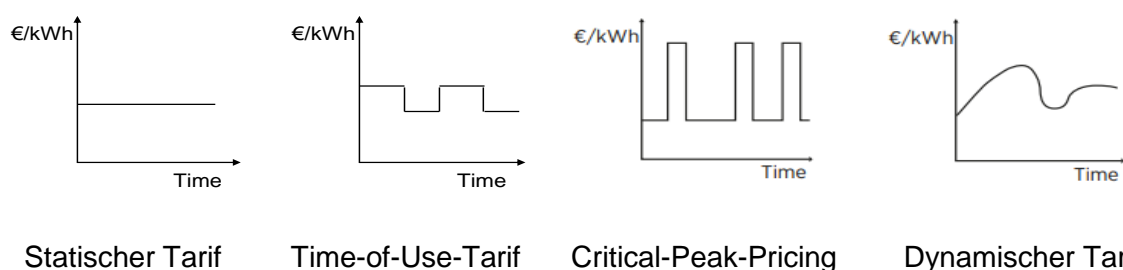 €/kWh €/kWh €/kWh €/kWh
Time Time Time Time
Statischer Tarif Time-of-Use-Tarif Critical-Peak-Pricing Dynamischer Tar